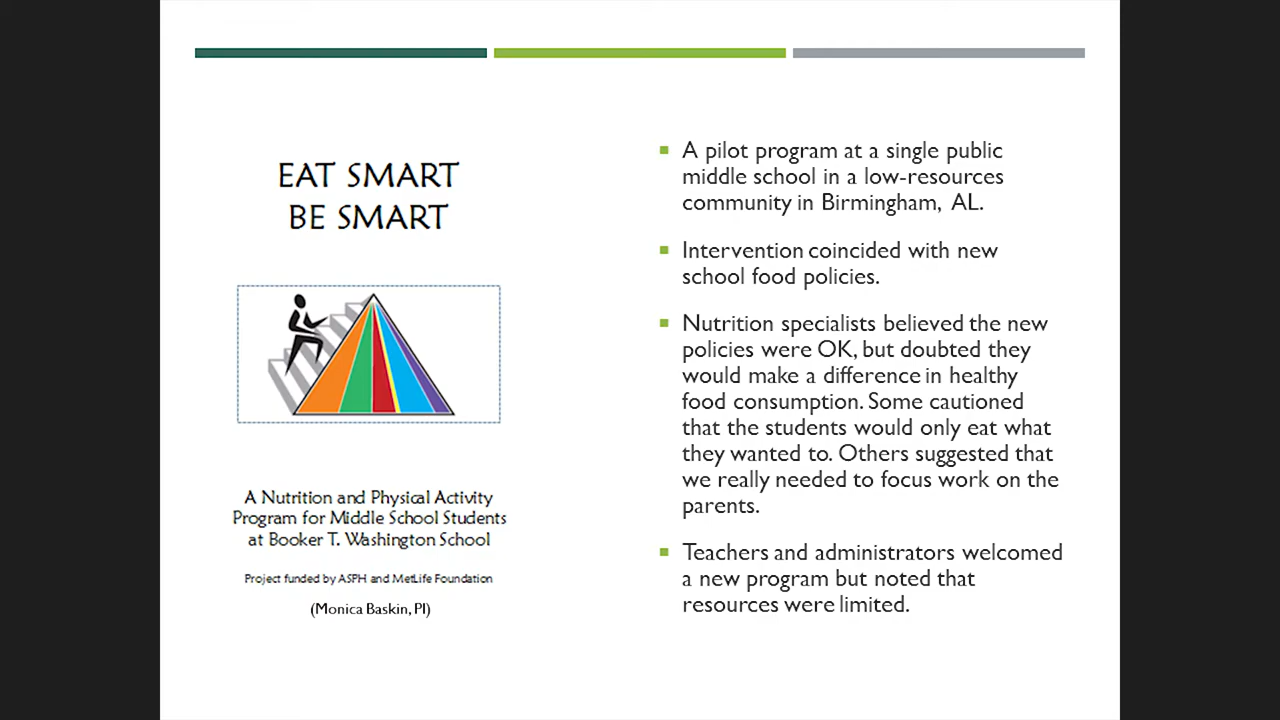 EAT SMART
BE SMART
A Nutrition and Physical Activity
Program for Middle School Students
at Booker T. Washington School
Project funded by ASPH and MetLife Foundation
(Monica Baskin, PI)
A pilot program at a single public
middle school in a low-resources
community in Birmingham, AL.
Intervention coincided with new
school food policies.
Nutrition specialists believed the new
policies were OK, but doubted they
would make a difference in healthy
food consumption. Some cautioned
that the students would only eat what
they wanted to. Others suggested that
we really needed to focus work on the
parents.
Teachers and administrators welcomed
a new program but noted that
resources were limited.